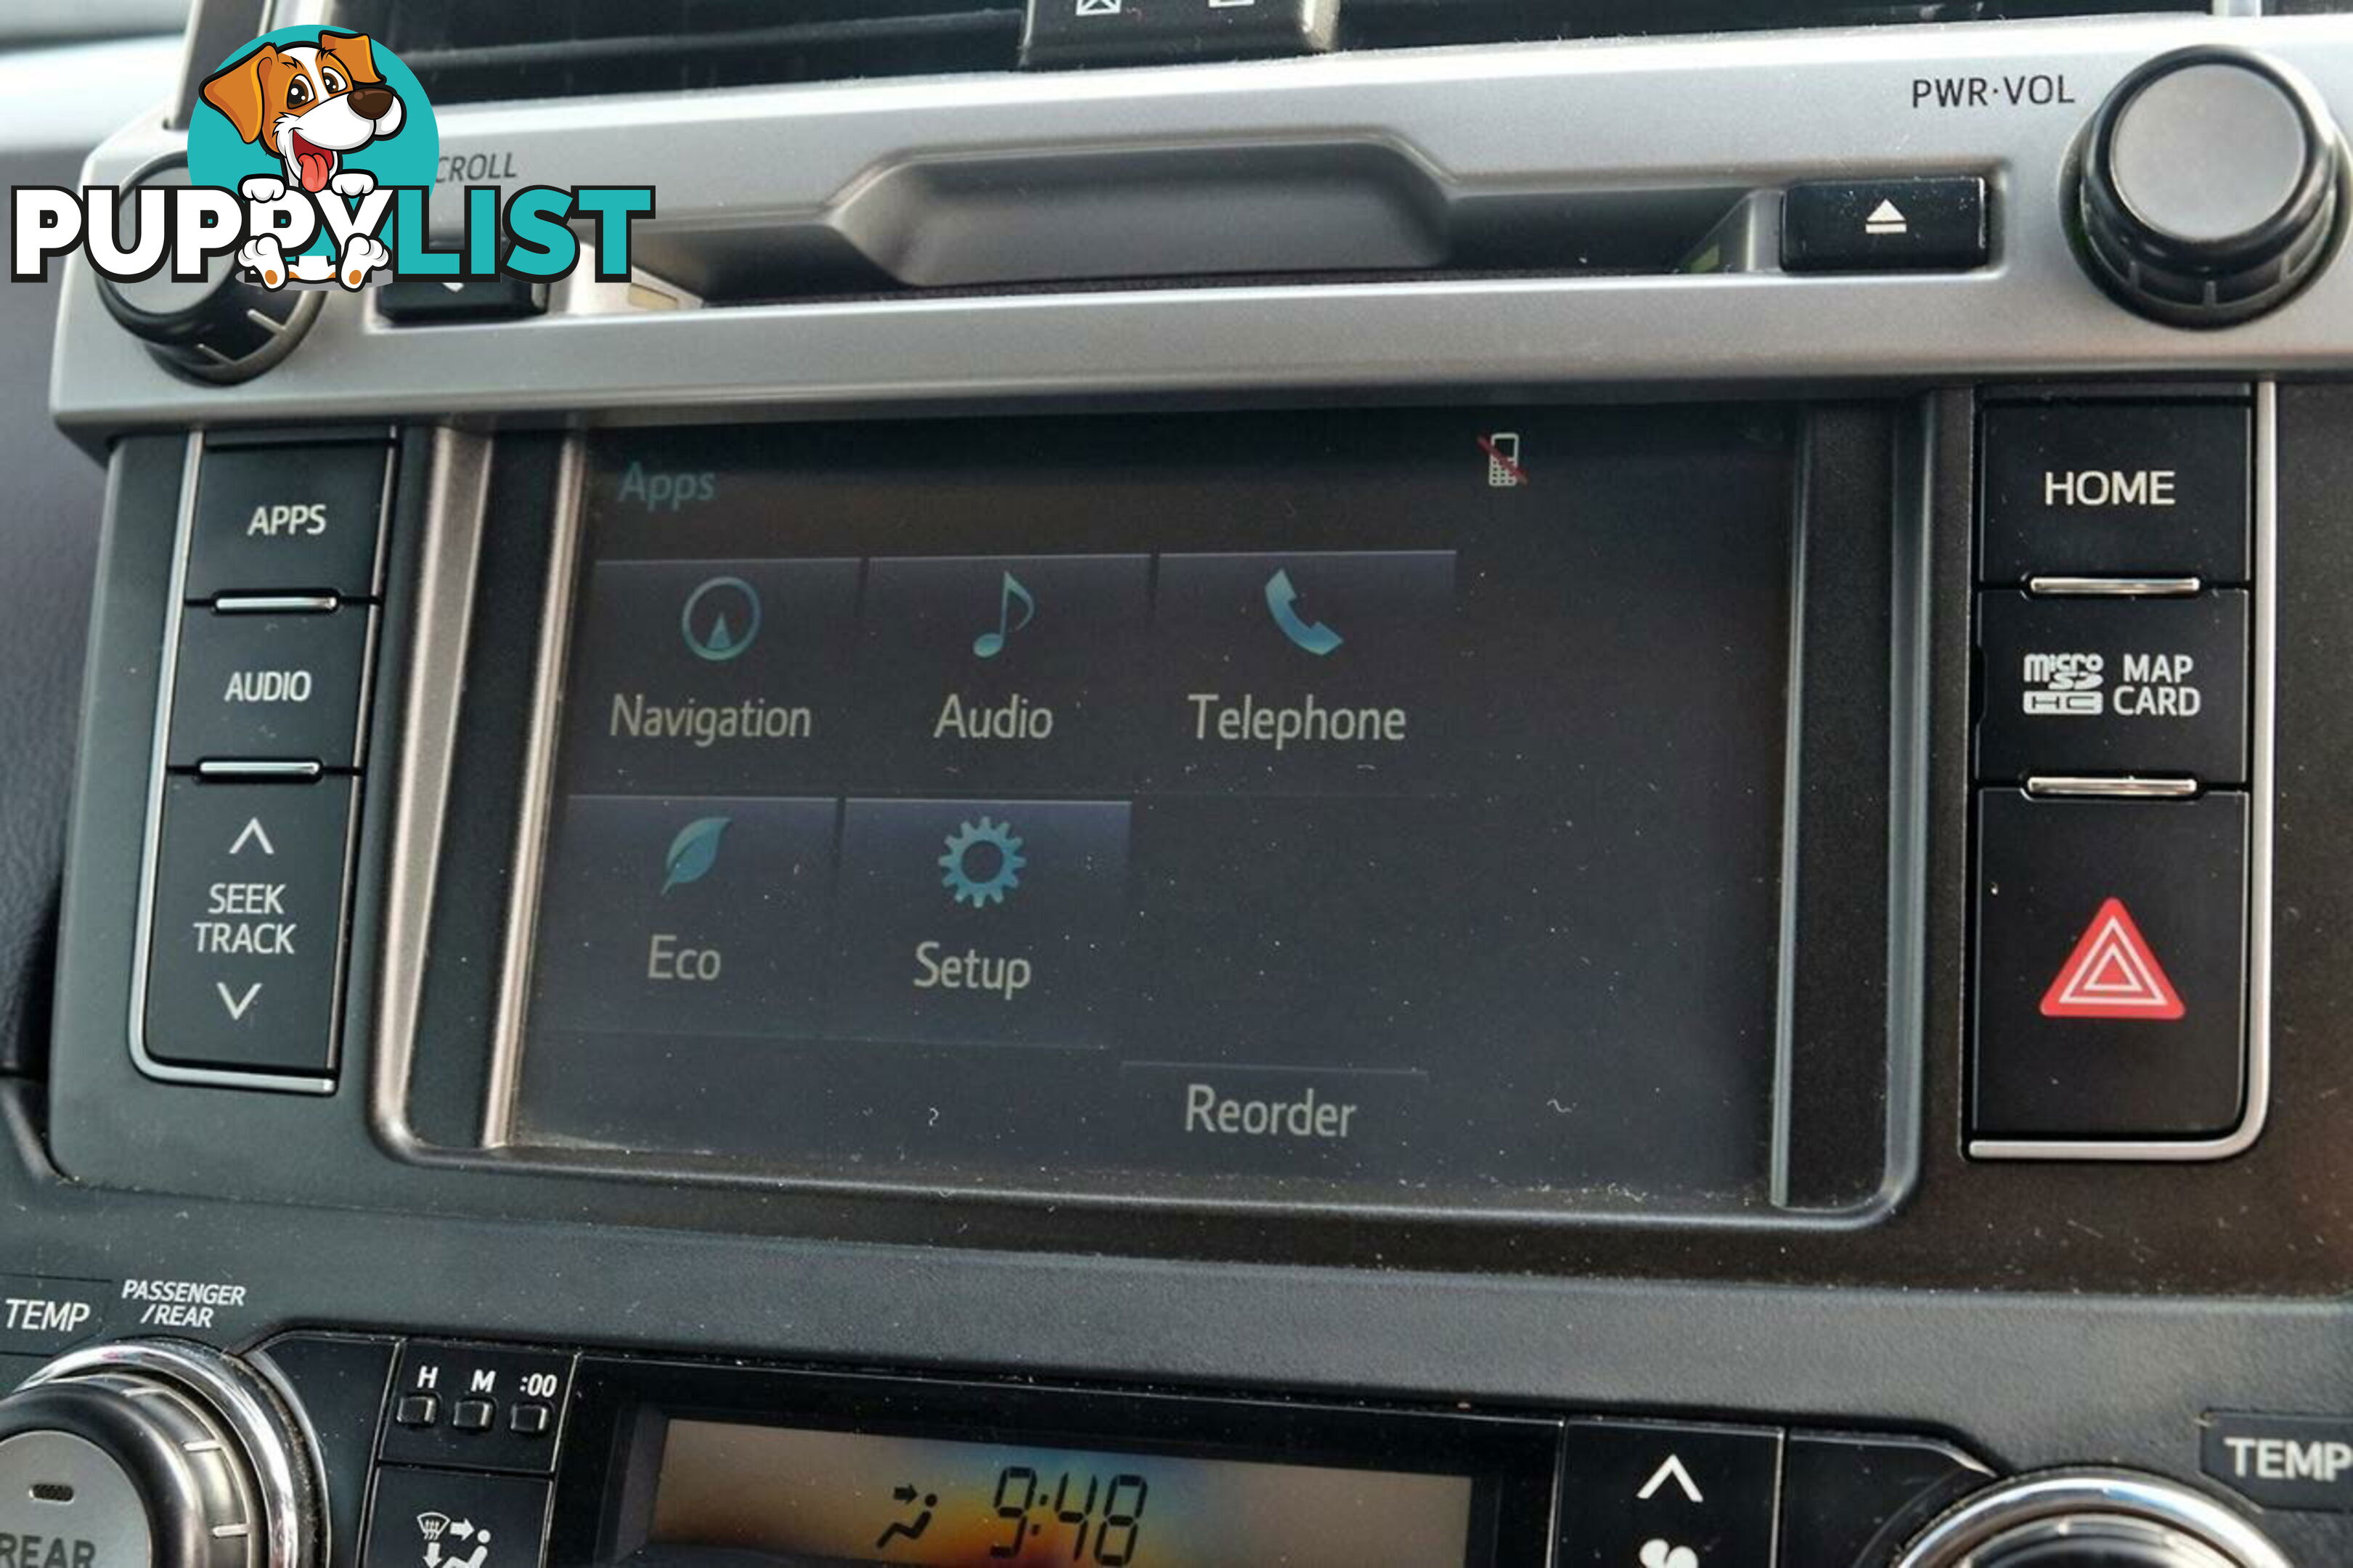 PUPPYLIST
PWR·VOL
APPS
AUDIO
SEEK
TRACK
Apps
Navigation
Audio
Telephone
Eco
Setup
Reorder
HOME
micro
SD
HC
MAP
CARD
TEMP
PASSENGER
/REAR
H M :00
9:48
REAR
TEMP